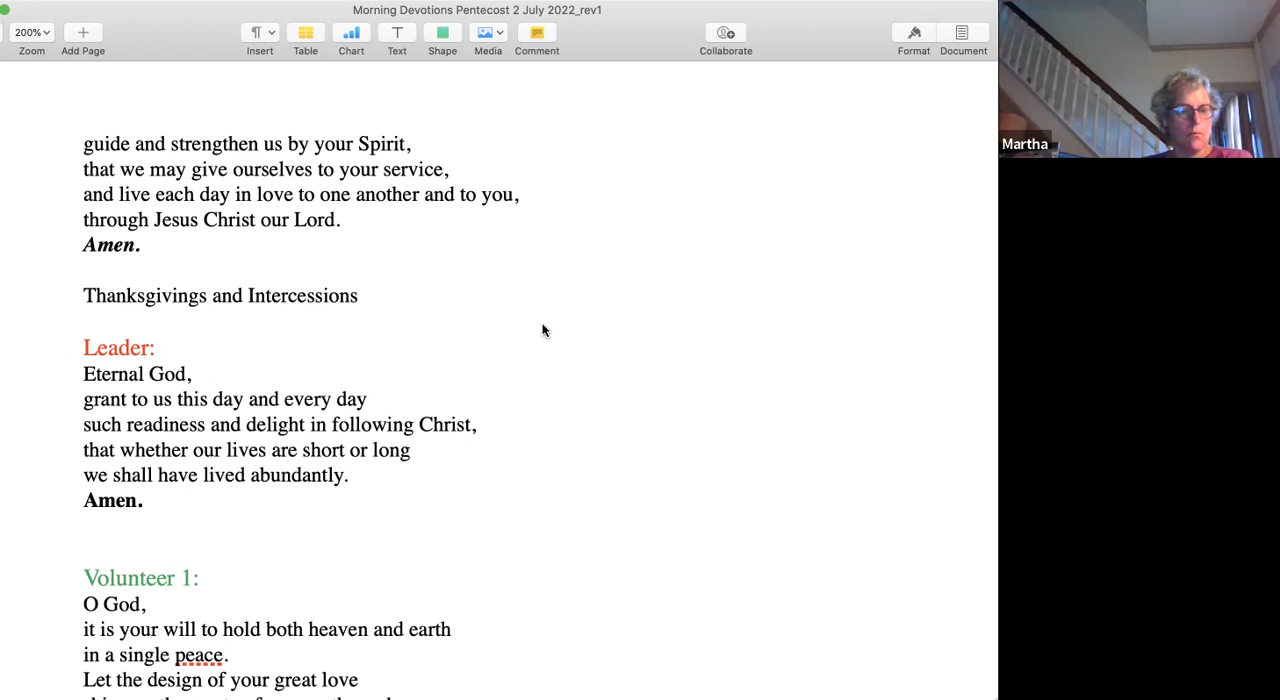 Morning Devotions Pentecost 2 July 2022_rev1
200%
Zoom
Add Page
Insert
Table
Chart
Text
Shape
Media
Comment
Collaborate
Format
Document
guide and strengthen us by your Spirit,
that we may give ourselves to your service,
and live each day in love to one another and to you,
through Jesus Christ our Lord.
Amen.
Thanksgivings and Intercessions
Leader:
Eternal God,
grant to us this day and every day
such readiness and delight in following Christ,
that whether our lives are short or long
we shall have lived abundantly.
Amen.
Volunteer 1:
O God,
it is your will to hold both heaven and earth
in a single peace.
Let the design of your great love
Martha